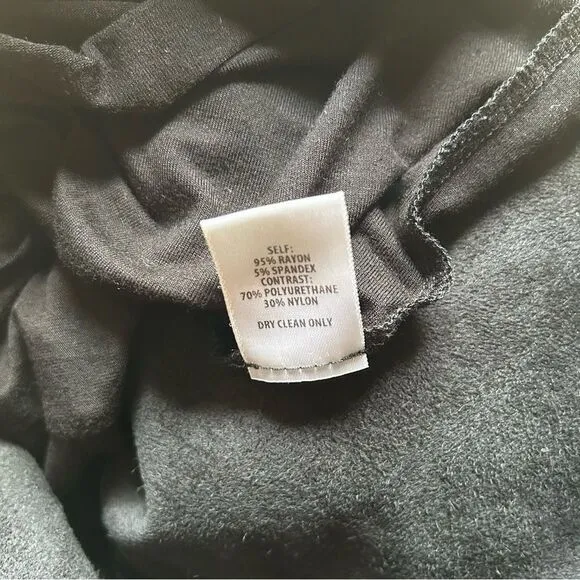 SELF:
95% RAYON
5% SPANDEX
CONTRAST:
70% POLYURETHANE
30% NYLON
DRY CLEAN ONLY